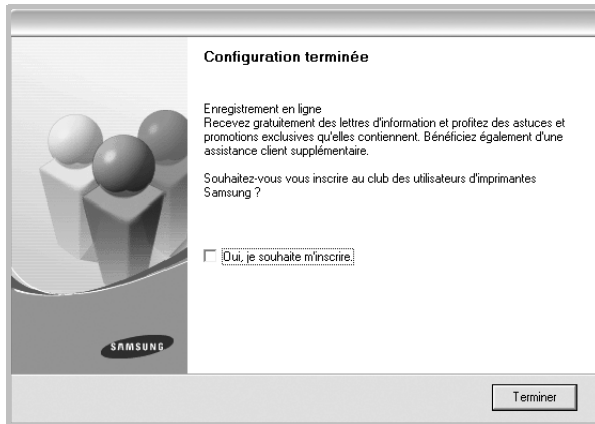 Configuration terminée
Enregistrement en ligne
Recevez gratuitement des lettres d'information et profitez des astuces et
promotions exclusives qu'elles contiennent. Bénéficiez également d'une
assistance client supplémentaire.
Souhaitez-vous vous inscrire au club des utilisateurs d'imprimantes
Samsung ?
Oui, je souhaite m'inscrire.
SAMSUNG
Terminer